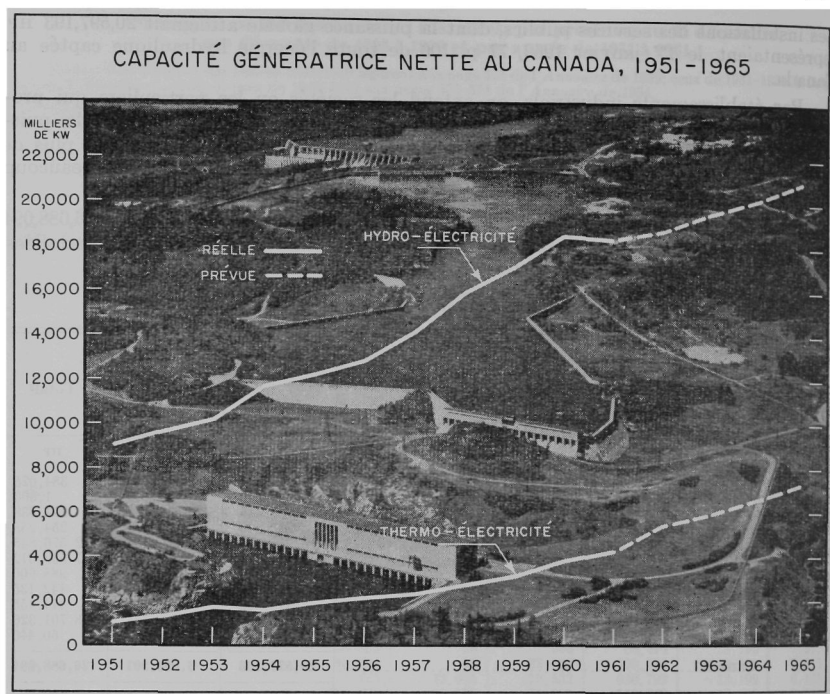 CAPACITÉ GÉNÉRATRICE NETTE AU CANADA, 1951-1965
MILLIERS
DE KW
22,000
20,000
18,000
16,000
14,000
12,000
10,000
8,000
6,000
4,000
2,000
0
RÉELLE
PRÉVUE
HYDRO-ÉLECTRICITÉ
THERMO-ÉLECTRICITÉ
1951 1952 1953 1954 1955 1956 1957 1958 1959 1960 1961 1962 1963 1964 1965